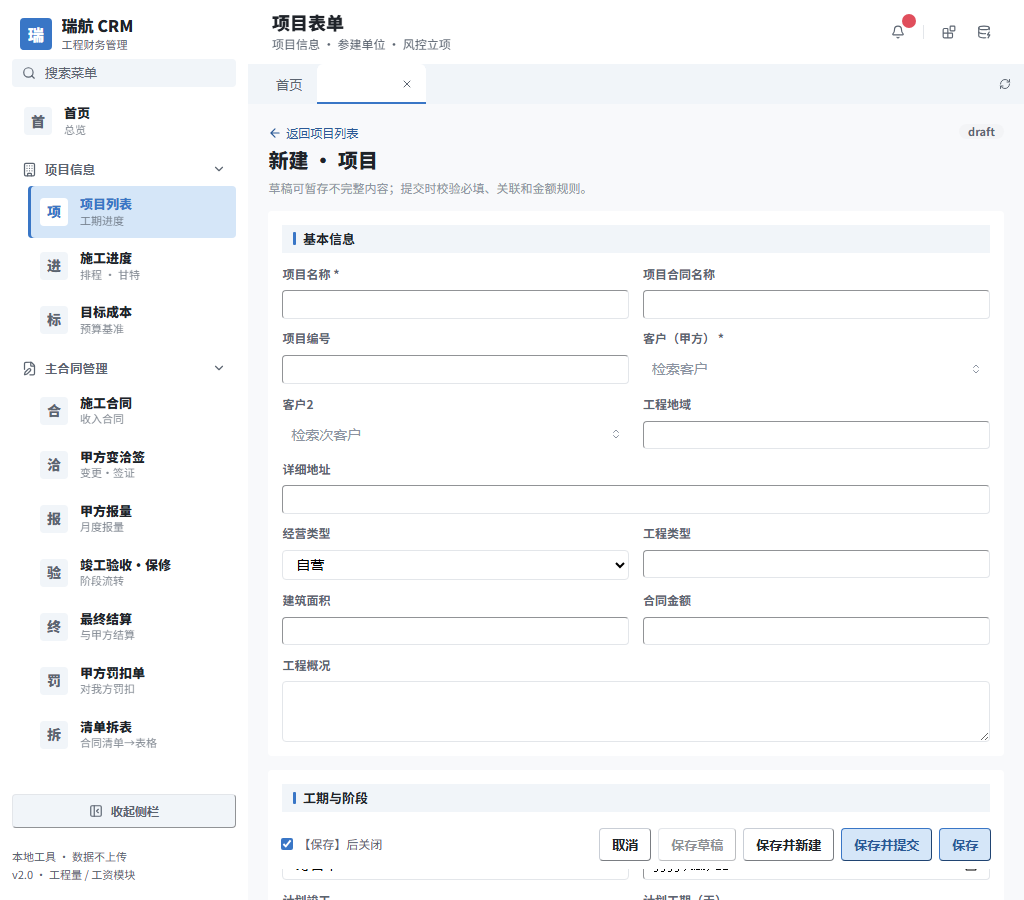 瑞
瑞航 CRM
工程财务管理
搜索菜单
首
首页
总览
项目信息
项
项目列表
工期进度
进
施工进度
排程 · 甘特
标
目标成本
预算基准
主合同管理
合
施工合同
收入合同
洽
甲方变洽签
变更·签证
报
甲方报量
月度报量
验
竣工验收·保修
阶段流转
终
最终结算
与甲方结算
罚
甲方罚扣单
对我方罚扣
拆
清单拆表
合同清单→表格
收起侧栏
本地工具 · 数据不上传
v2.0 · 工程量 / 工资模块
项目表单
项目信息 · 参建单位 · 风控立项
首页
返回项目列表
draft
新建 · 项目
草稿可暂存不完整内容；提交时校验必填、关联和金额规则。
基本信息
项目名称 *
项目合同名称
项目编号
客户（甲方） *
检索客户
客户2
检索次客户
工程地域
详细地址
经营类型
自营
工程类型
建筑面积
合同金额
工程概况
工期与阶段
【保存】后关闭
取消
保存草稿
保存并新建
保存并提交
保存
计划竣工
计划工期（天）